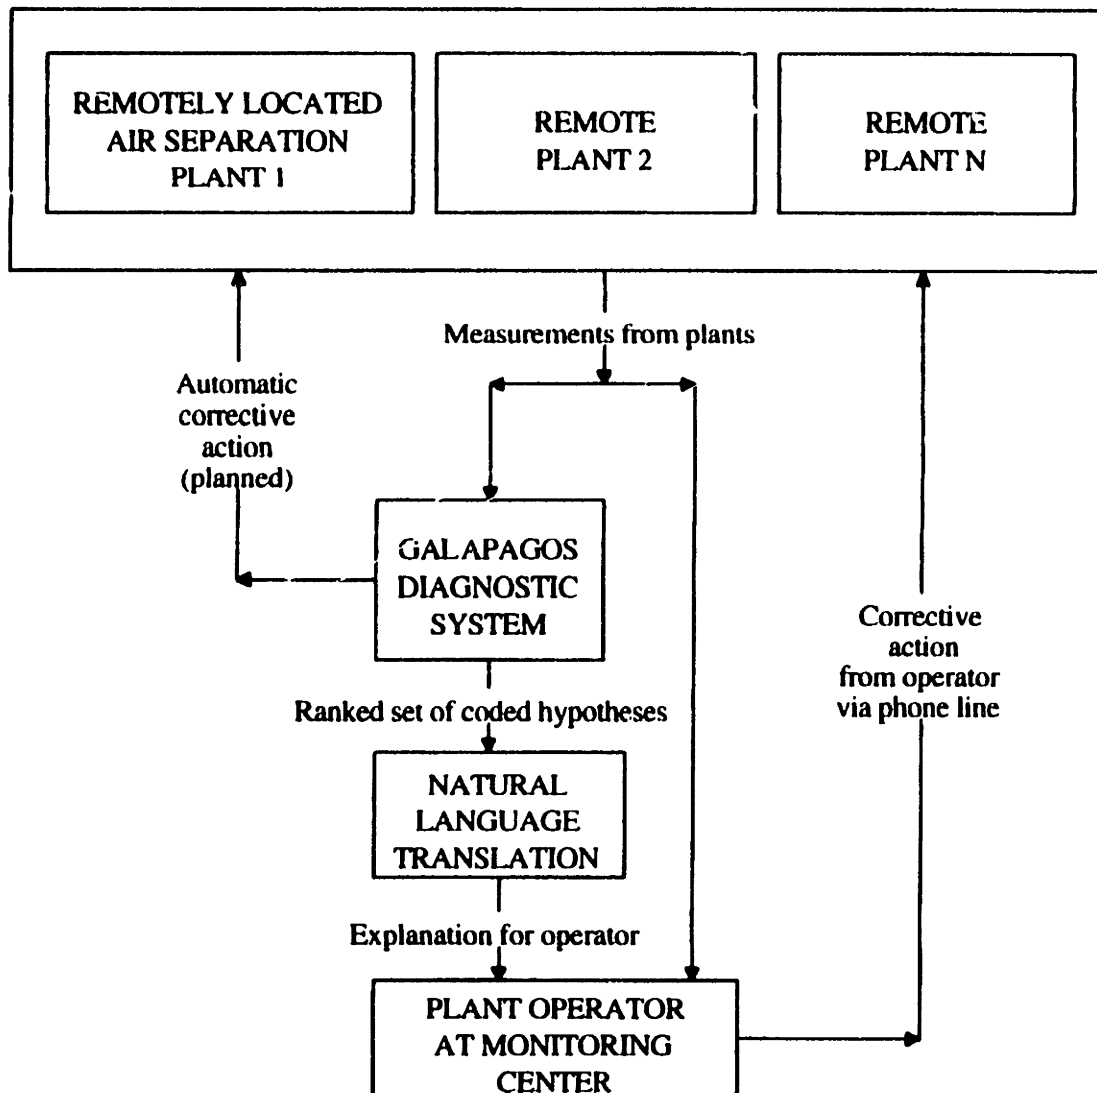 REMOTELY LOCATED
AIR SEPARATION
PLANT 1
REMOTE
PLANT 2
REMOTE
PLANT N
Measurements from plants
Automatic
corrective
action
(planned)
GALAPAGOS
DIAGNOSTIC
SYSTEM
Corrective
action
from operator
via phone line
Ranked set of coded hypotheses
NATURAL
LANGUAGE
TRANSLATION
Explanation for operator
PLANT OPERATOR
AT MONITORING
CENTER